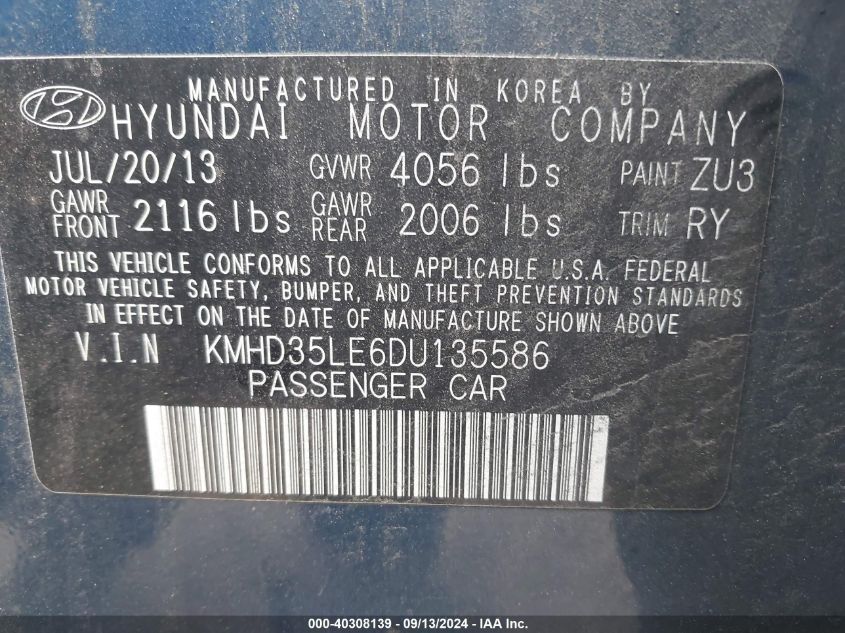 MANUFACTURED IN KOREA BY
HYUNDAI MOTOR COMPANY
JUL/20/13 GVWR 4056 lbs PAINT ZU3
GAWR FRONT 2116 lbs GAWR REAR 2006 lbs TRIM RY
THIS VEHICLE CONFORMS TO ALL APPLICABLE U.S.A. FEDERAL
MOTOR VEHICLE SAFETY, BUMPER, AND THEFT PREVENTION STANDARDS
IN EFFECT ON THE DATE OF MANUFACTURE SHOWN ABOVE
V.I.N KMHD35LE6DU135586
PASSENGER CAR
000-40308139 - 09/13/2024 - IAA Inc.